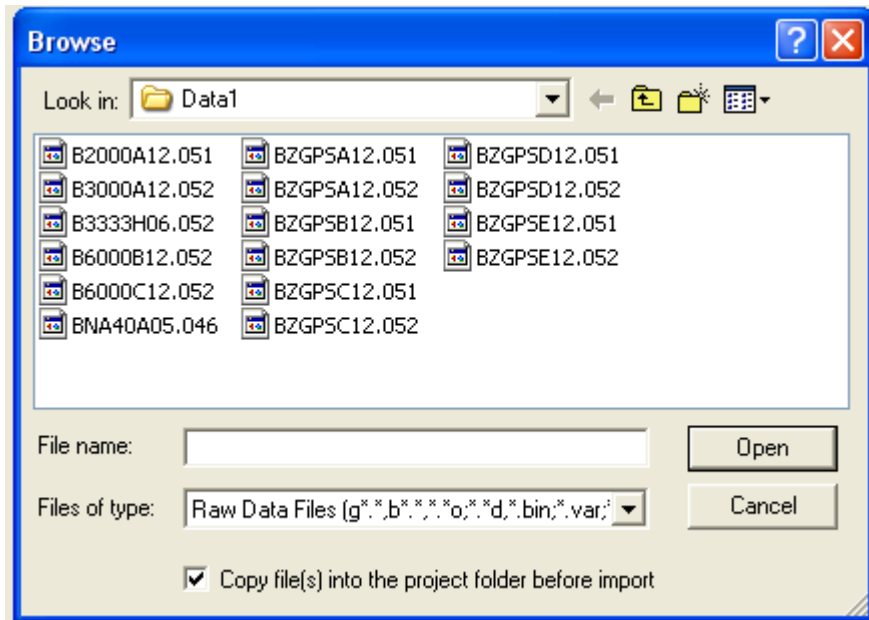 Browse
Look in: Data1
B2000A12.051 BZGPSA12.051 BZGPSD12.051
B3000A12.052 BZGPSA12.052 BZGPSD12.052
B3333H06.052 BZGPSB12.051 BZGPSE12.051
B6000B12.052 BZGPSB12.052 BZGPSE12.052
B6000C12.052 BZGPSC12.051
BNA40A05.046 BZGPSC12.052
File name: Open
Files of type: Raw Data Files (g*.*,b*.*,*.*o;*.*d,*.bin;*.var;* Cancel
Copy file(s) into the project folder before import